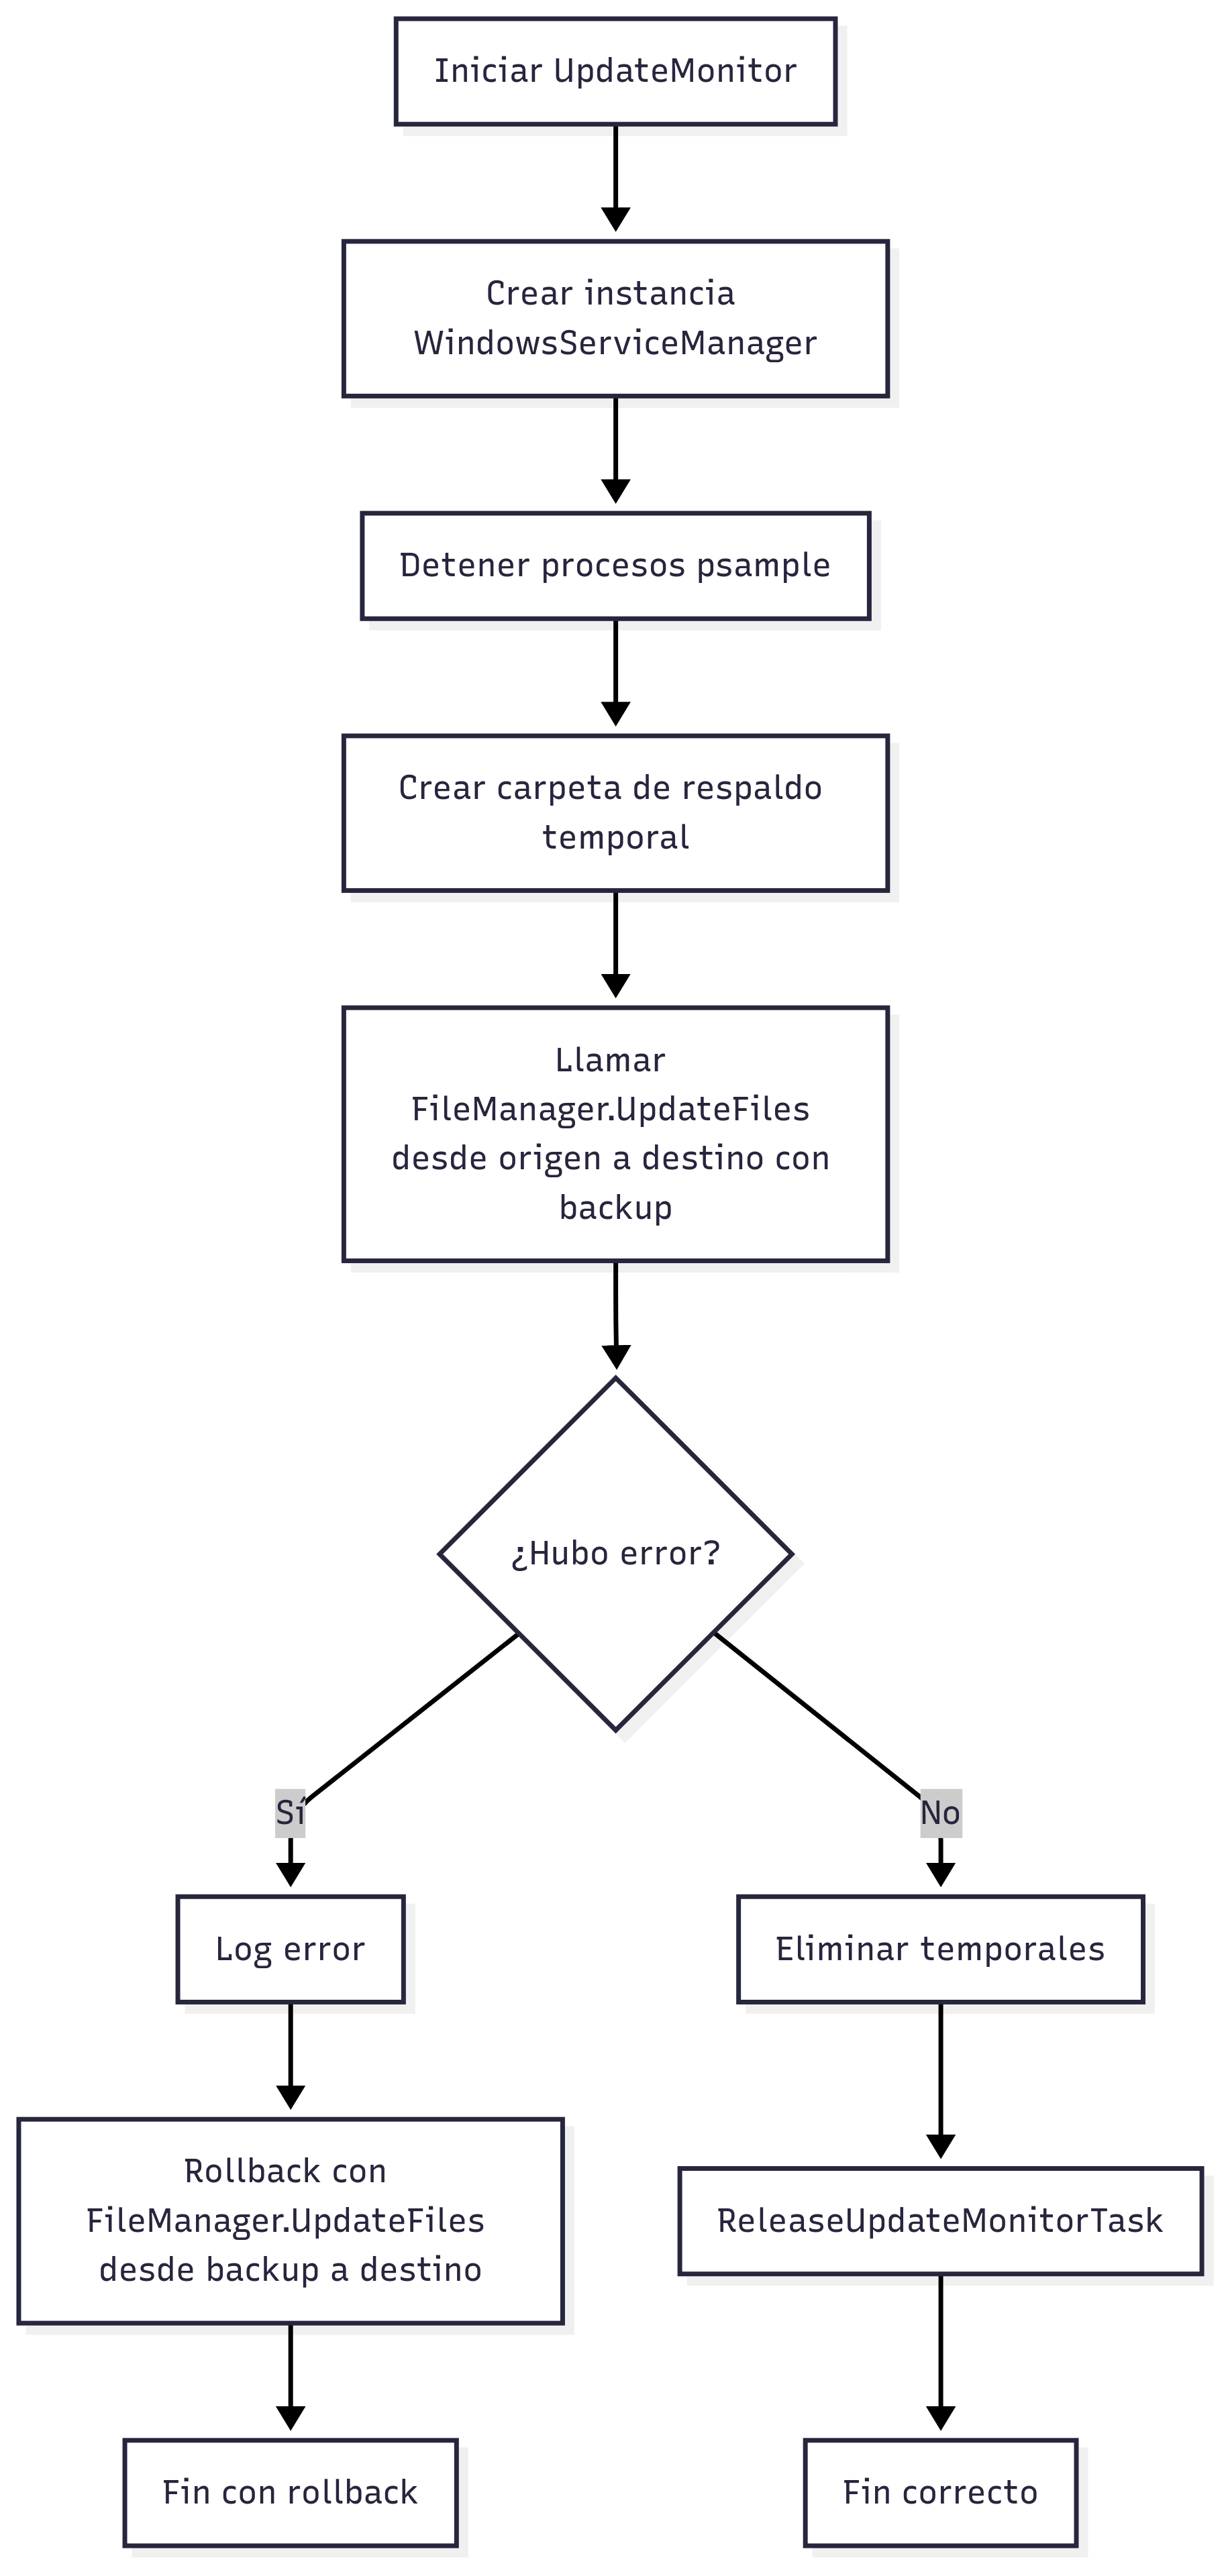 Iniciar UpdateMonitor
Crear instancia
WindowsServiceManager
Detener procesos psample
Crear carpeta de respaldo
temporal
Llamar
FileManager.UpdateFiles
desde origen a destino con
backup
¿Hubo error?
Sí
No
Log error
Eliminar temporales
Rollback con
FileManager.UpdateFiles
desde backup a destino
ReleaseUpdateMonitorTask
Fin con rollback
Fin correcto